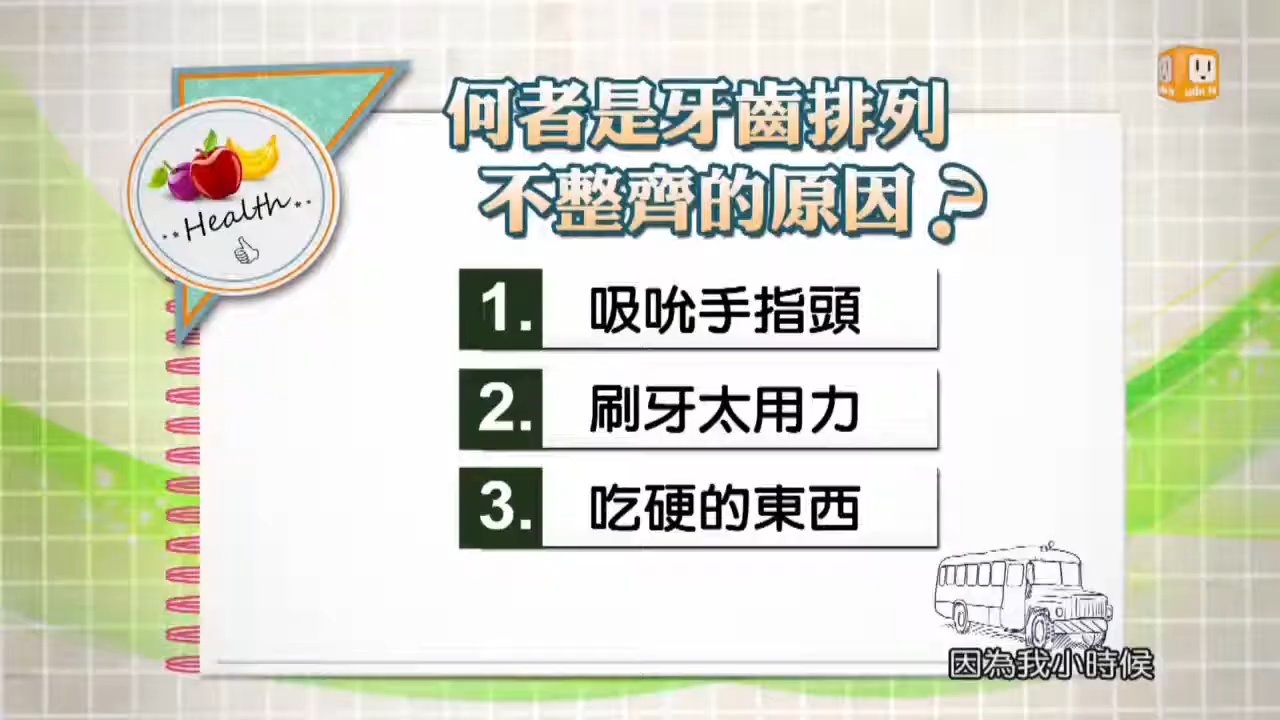 何者是牙齒排列
不整齊的原因?
Health
1. 吸吮手指頭
2. 刷牙太用力
3. 吃硬的東西
因為我小時候